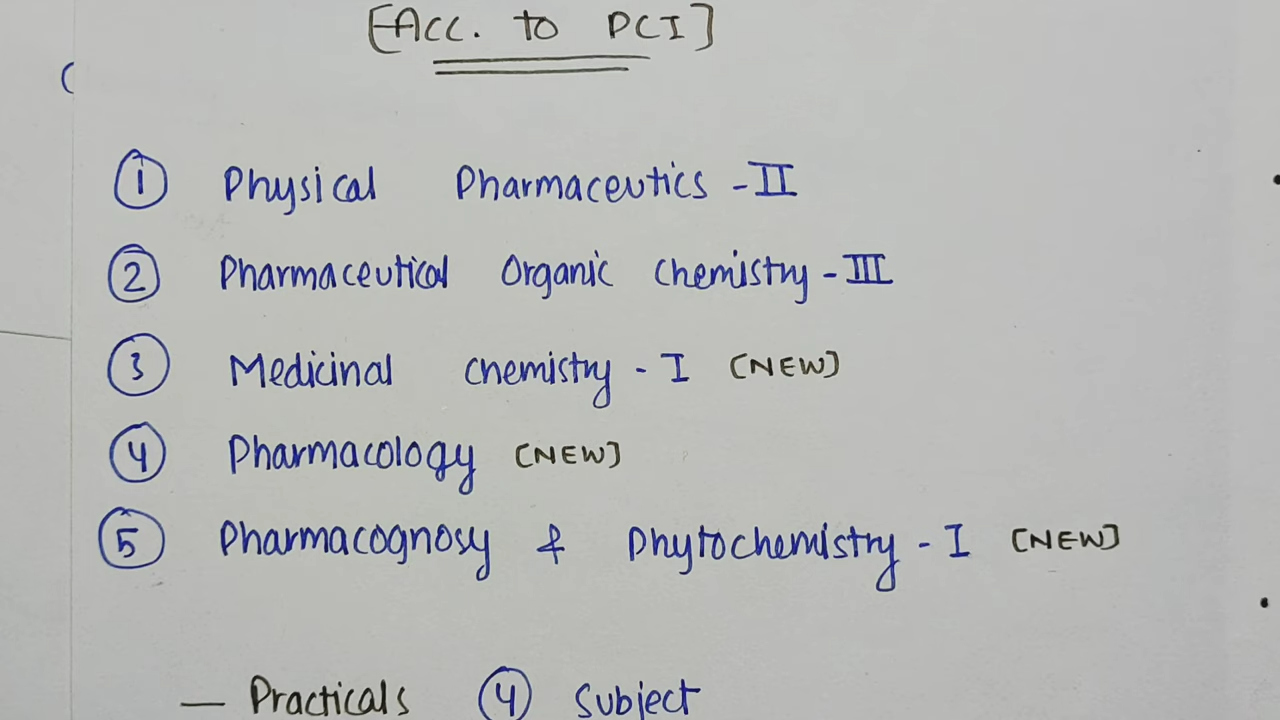 [Acc. to PCI]
① Physical Pharmaceutics - II
② Pharmaceutical Organic Chemistry - III
③ Medicinal Chemistry - I [NEW]
④ Pharmacology [NEW]
⑤ Pharmacognosy & Phytochemistry - I [NEW]
— Practicals ④ Subject